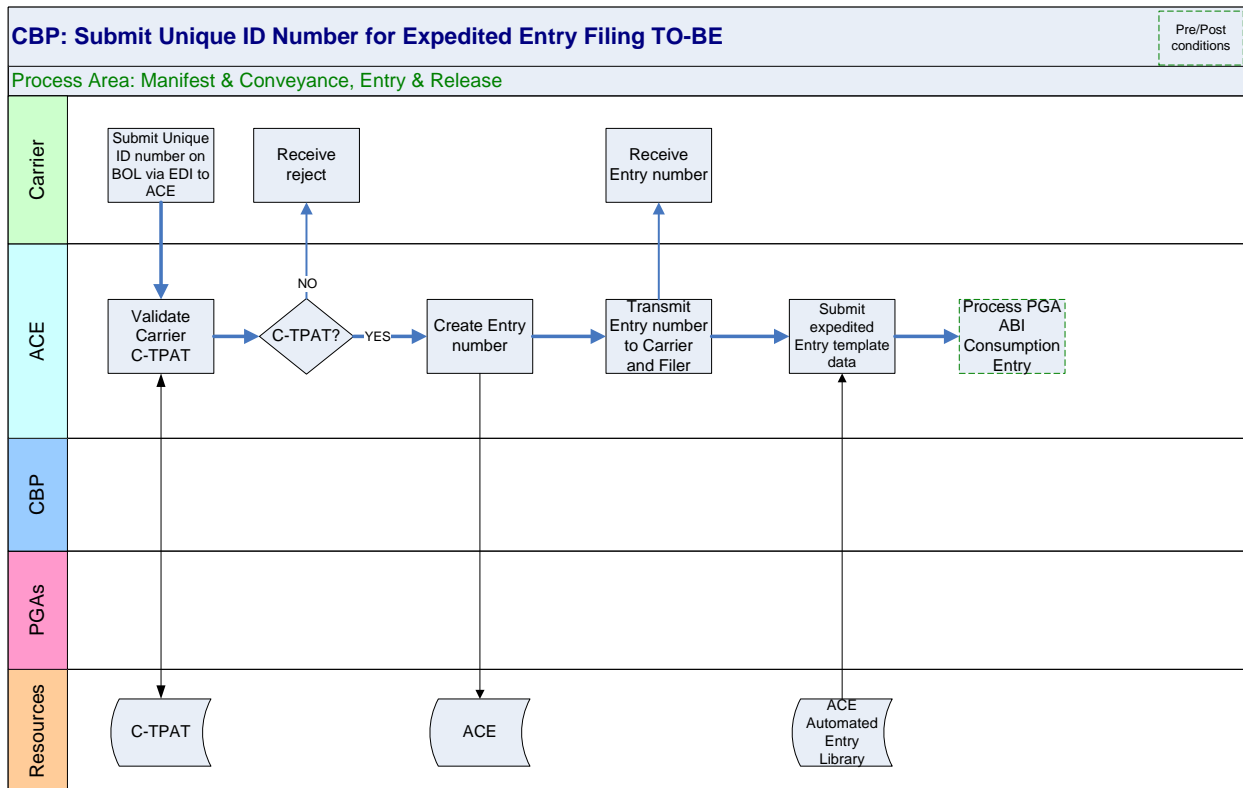 CBP: Submit Unique ID Number for Expedited Entry Filing TO-BE
Pre/Post
conditions
Process Area: Manifest & Conveyance, Entry & Release
Carrier
Submit Unique
ID number on
BOL via EDI to
ACE
Receive
reject
Receive
Entry number
ACE
Validate
Carrier
C-TPAT
C-TPAT?
NO
YES
Create Entry
number
Transmit
Entry number
to Carrier
and Filer
Submit
expedited
Entry template
data
Process PGA
ABI
Consumption
Entry
CBP
PGAs
Resources
C-TPAT
ACE
ACE
Automated
Entry
Library